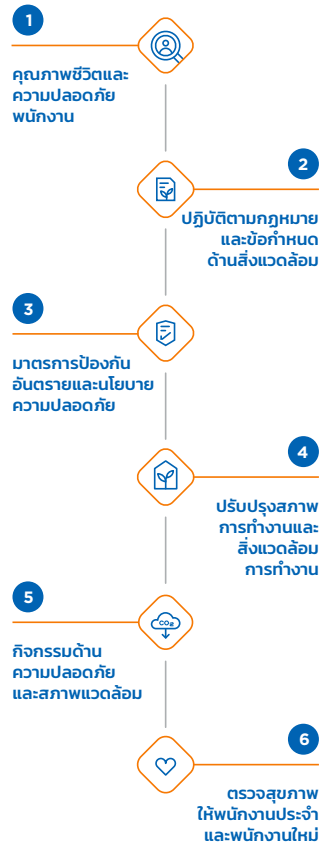 1
คุณภาพชีวิตและ
ความปลอดภัย
พนักงาน
2
ปฏิบัติตามกฎหมาย
และข้อกำหนด
ด้านสิ่งแวดล้อม
3
มาตรการป้องกัน
อันตรายและนโยบาย
ความปลอดภัย
4
ปรับปรุงสภาพ
การทำงานและ
สิ่งแวดล้อม
การทำงาน
5
CO2
กิจกรรมด้าน
ความปลอดภัย
และสภาพแวดล้อม
6
ตรวจสุขภาพ
ให้พนักงานประจำ
และพนักงานใหม่